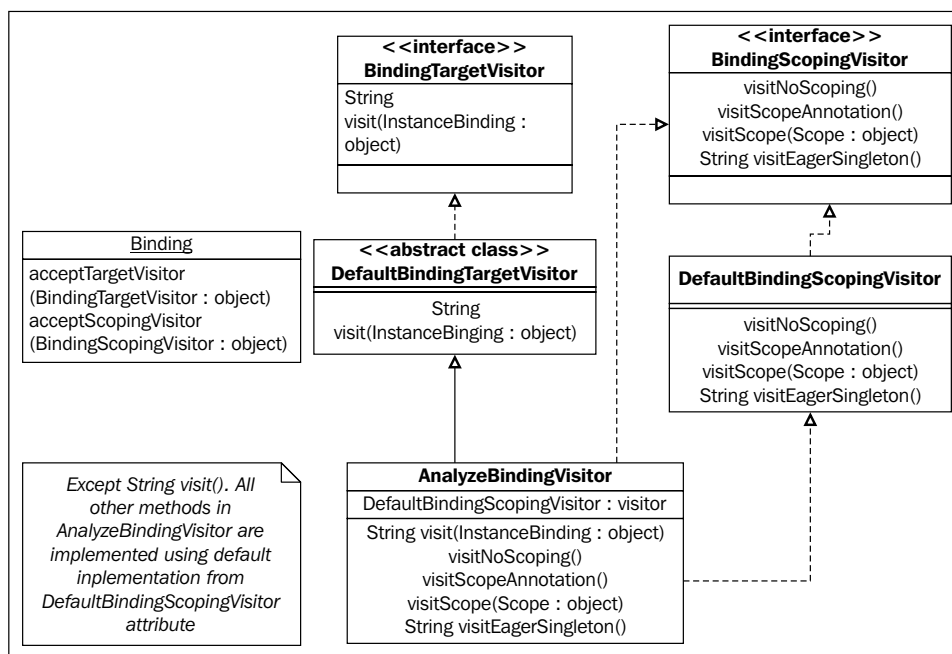 <<interface>>
BindingTargetVisitor
String
visit(InstanceBinding :
object)
<<interface>>
BindingScopingVisitor
visitNoScoping()
visitScopeAnnotation()
visitScope(Scope : object)
String visitEagerSingleton()
Binding
acceptTargetVisitor
(BindingTargetVisitor : object)
acceptScopingVisitor
(BindingScopingVisitor : object)
<<abstract class>>
DefaultBindingTargetVisitor
String
visit(InstanceBinging : object)
DefaultBindingScopingVisitor
visitNoScoping()
visitScopeAnnotation()
visitScope(Scope : object)
String visitEagerSingleton()
Except String visit(). All
other methods in
AnalyzeBindingVisitor are
implemented using default
inplementation from
DefaultBindingScopingVisitor
attribute
AnalyzeBindingVisitor
DefaultBindingScopingVisitor : visitor
String visit(InstanceBinding : object)
visitNoScoping()
visitScopeAnnotation()
visitScope(Scope : object)
String visitEagerSingleton()